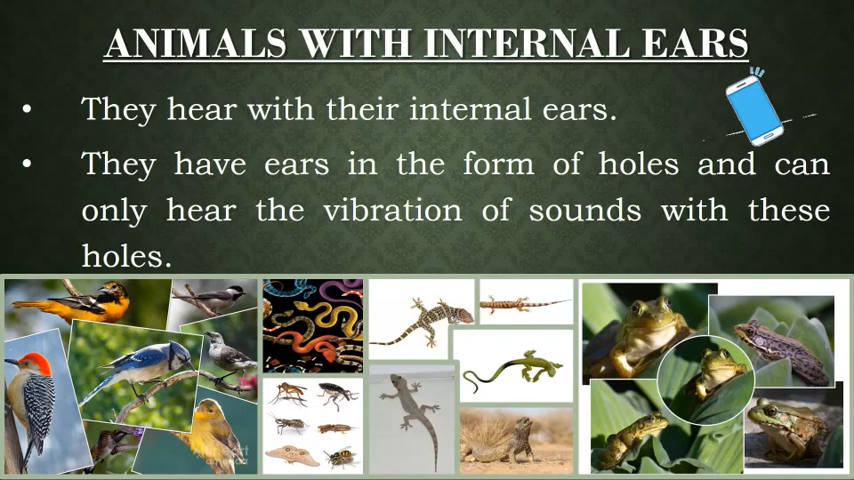 ANIMALS WITH INTERNAL EARS
• They hear with their internal ears.
• They have ears in the form of holes and can
only hear the vibration of sounds with these
holes.